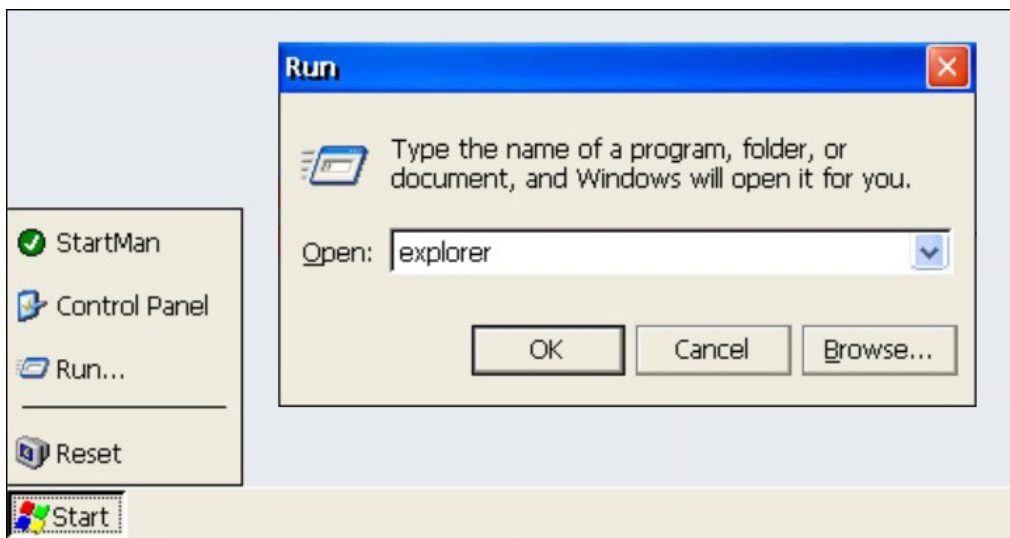 Run
Type the name of a program, folder, or
document, and Windows will open it for you.
Open: explorer
OK Cancel Browse...
StartMan
Control Panel
Run...
Reset
Start